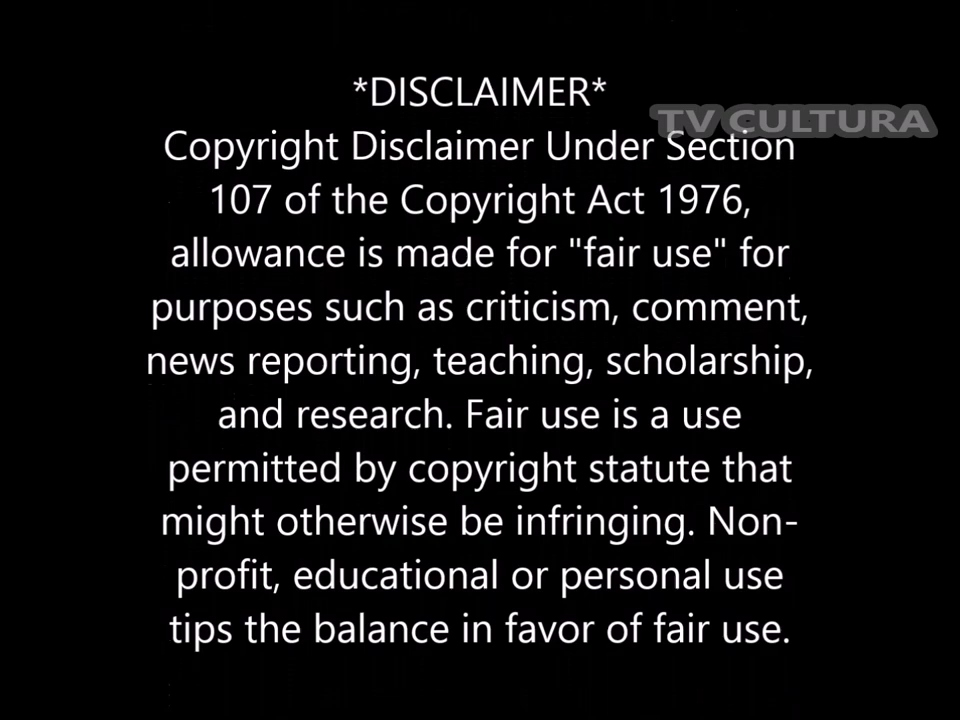 *DISCLAIMER*
TV CULTURA
Copyright Disclaimer Under Section
107 of the Copyright Act 1976,
allowance is made for "fair use" for
purposes such as criticism, comment,
news reporting, teaching, scholarship,
and research. Fair use is a use
permitted by copyright statute that
might otherwise be infringing. Non-
profit, educational or personal use
tips the balance in favor of fair use.